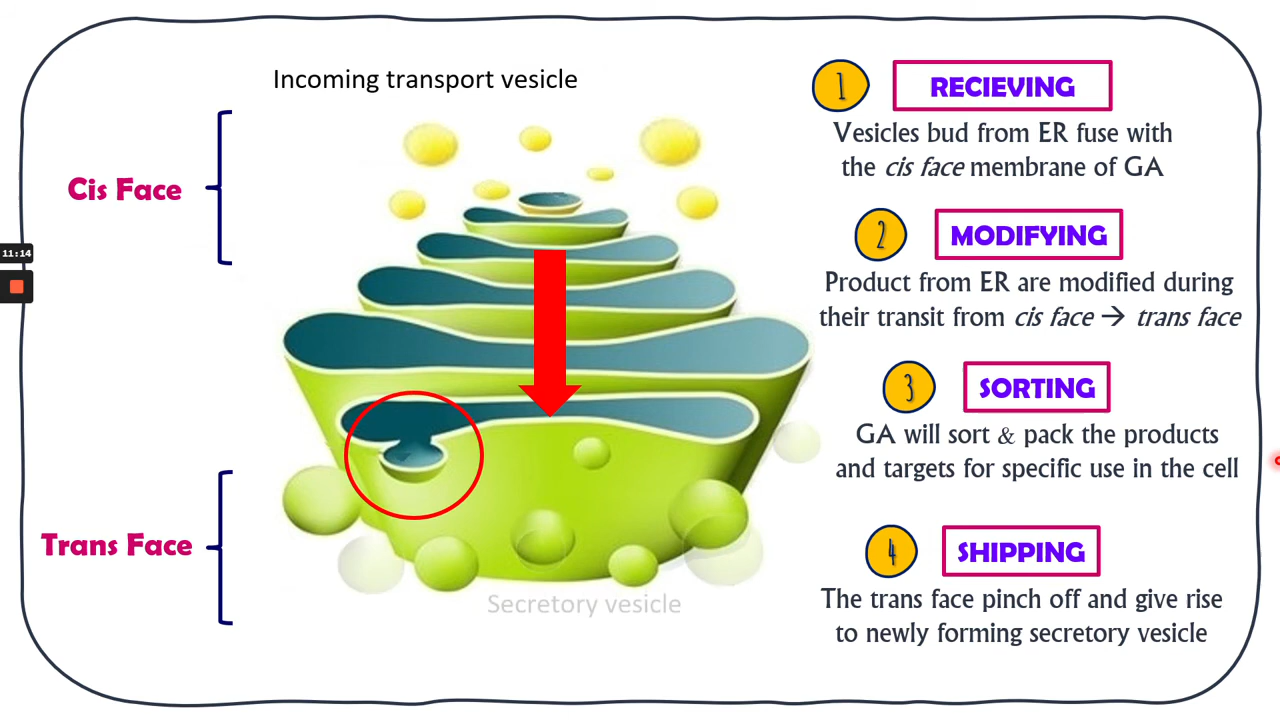 Incoming transport vesicle
Cis Face
11:14
Trans Face
Secretory vesicle
1 RECIEVING
Vesicles bud from ER fuse with
the cis face membrane of GA
2 MODIFYING
Product from ER are modified during
their transit from cis face → trans face
3 SORTING
GA will sort & pack the products
and targets for specific use in the cell
4 SHIPPING
The trans face pinch off and give rise
to newly forming secretory vesicle